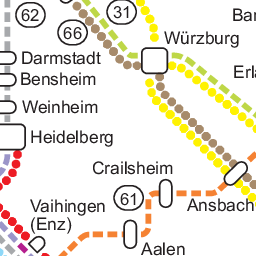 62
31
Bar
66
Würzburg
Darmstadt
Erla
Bensheim
Weinheim
Heidelberg
Crailsheim
61
Ansbach
Vaihingen
(Enz)
Aalen